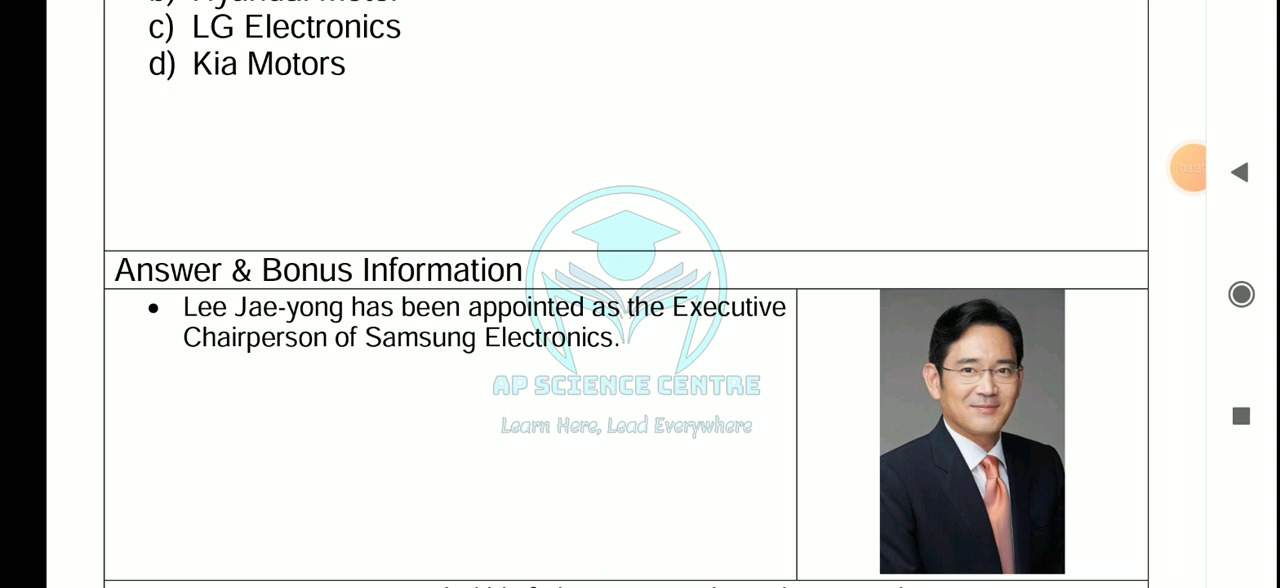 c) LG Electronics
d) Kia Motors
Answer & Bonus Information
• Lee Jae-yong has been appointed as the Executive
Chairperson of Samsung Electronics.
AP SCIENCE CENTRE
Learn Here, Lead Everywhere